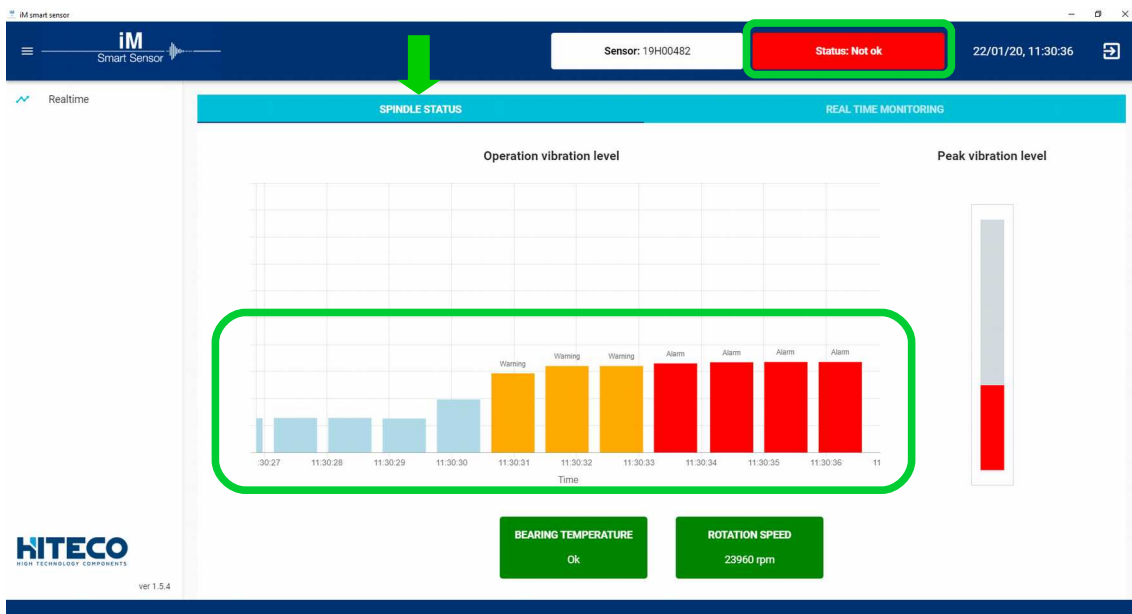 iM smart sensor
iM
Smart Sensor
Sensor: 19H00482
Status: Not ok
22/01/20, 11:30:36
Realtime
SPINDLE STATUS
REAL TIME MONITORING
Operation vibration level
Peak vibration level
Warning Warning Warning Alarm Alarm Alarm Alarm
:30:27 11:30:28 11:30:29 11:30:30 11:30:31 11:30:32 11:30:33 11:30:34 11:30:35 11:30:36 11
Time
BEARING TEMPERATURE
Ok
ROTATION SPEED
23960 rpm
HITECO
HIGH TECHNOLOGY COMPONENTS
ver 1.5.4